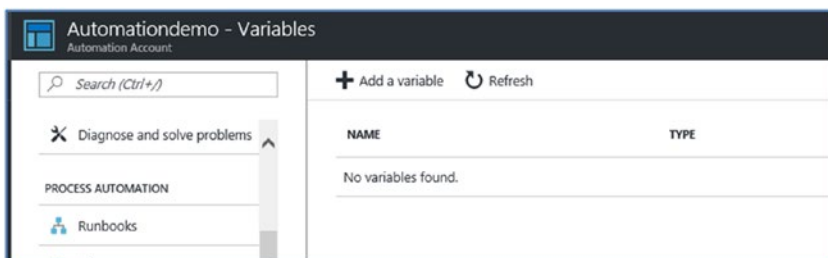 Automationdemo - Variables
Automation Account
Search (Ctrl+/)
Diagnose and solve problems
PROCESS AUTOMATION
Runbooks
Add a variable
Refresh
NAME TYPE
No variables found.